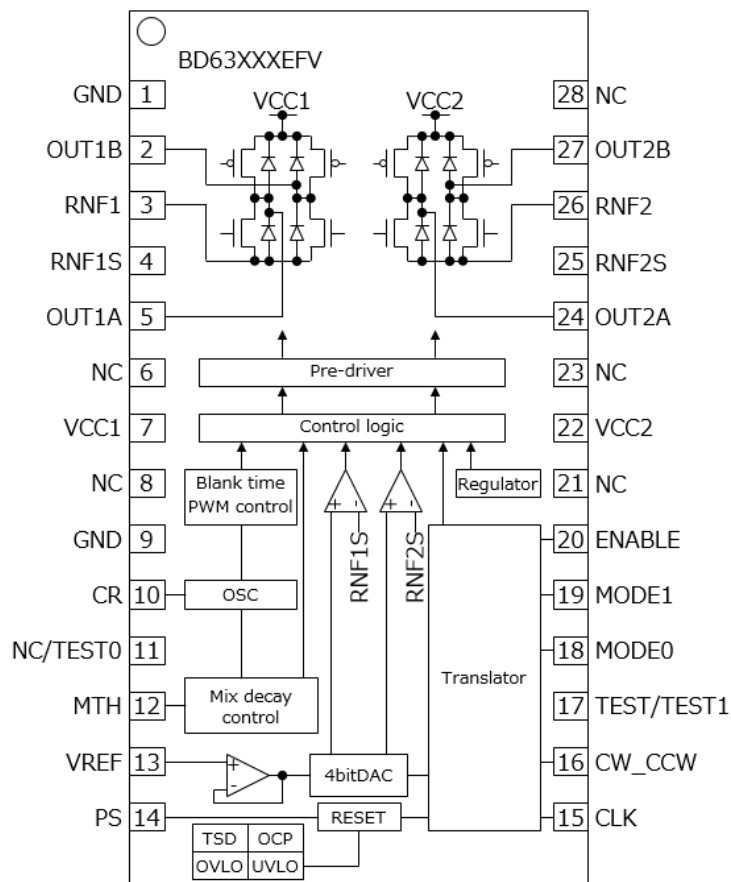 BD63XXXEFV
GND 1
28 NC
VCC1
VCC2
OUT1B 2
27 OUT2B
RNF1 3
26 RNF2
RNF1S 4
25 RNF2S
OUT1A 5
24 OUT2A
NC 6
Pre-driver
23 NC
VCC1 7
Control logic
22 VCC2
NC 8
Blank time
PWM control
+ -
+ -
Regulator
21 NC
GND 9
RNF1S
RNF2S
20 ENABLE
CR 10
OSC
19 MODE1
NC/TEST0 11
18 MODE0
MTH 12
Mix decay
control
Translator
17 TEST/TEST1
VREF 13
+
-
4bitDAC
16 CW_CCW
PS 14
RESET
15 CLK
TSD OCP
OVLO UVLO